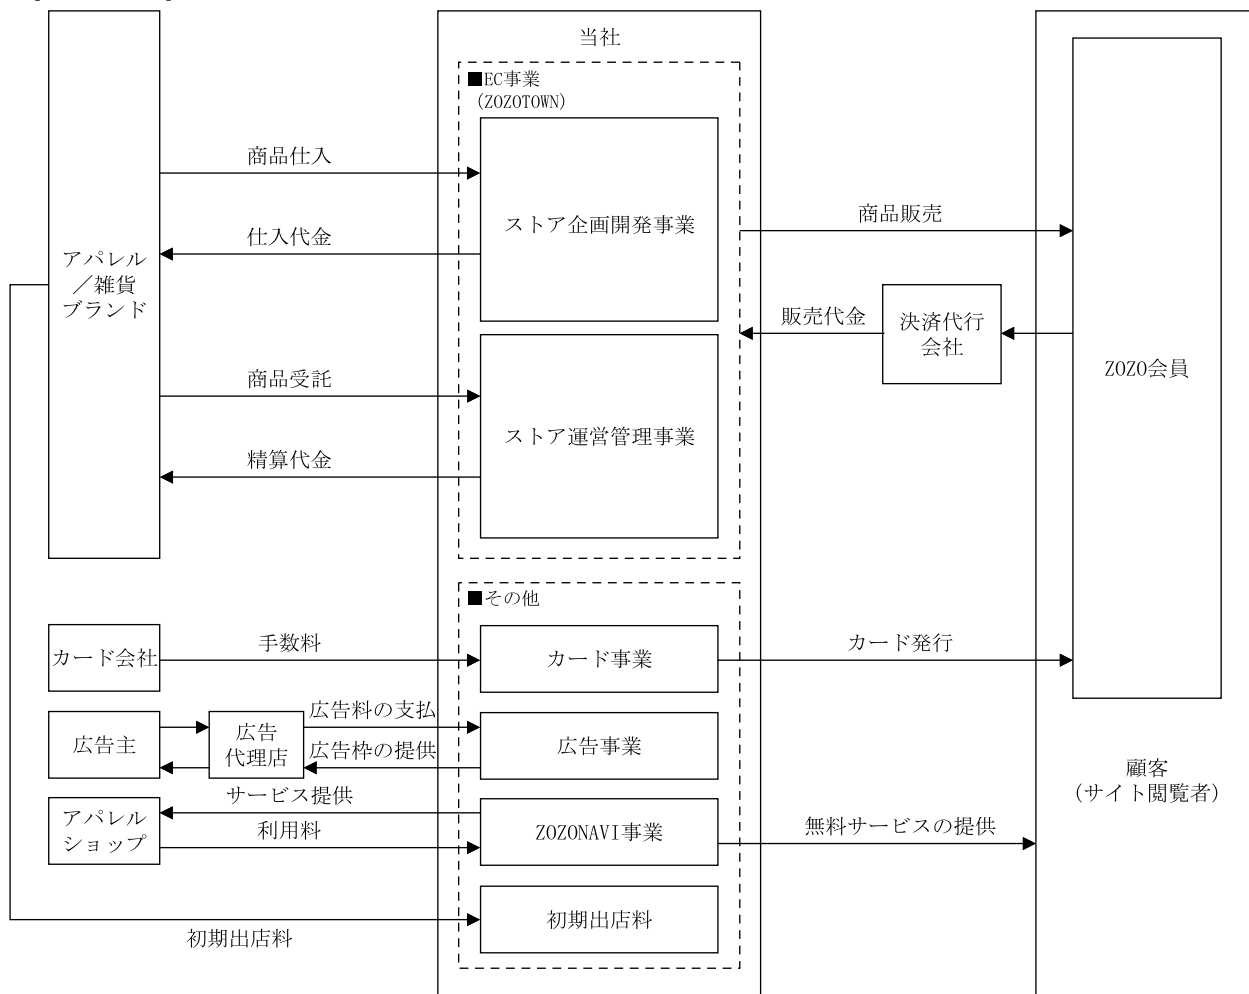 当社
■EC事業
（ZOZOTOWN）
商品仕入
ストア企画開発事業
仕入代金
アパレル
／雑貨
ブランド
商品受託
ストア運営管理事業
精算代金
商品販売
販売代金
決済代行
会社
ZOZO会員
■その他
カード会社
手数料
カード事業
カード発行
広告主
広告
代理店
広告料の支払
広告枠の提供
広告事業
顧客
（サイト閲覧者）
アパレル
ショップ
サービス提供
利用料
ZOZONAVI事業
無料サービスの提供
初期出店料
初期出店料